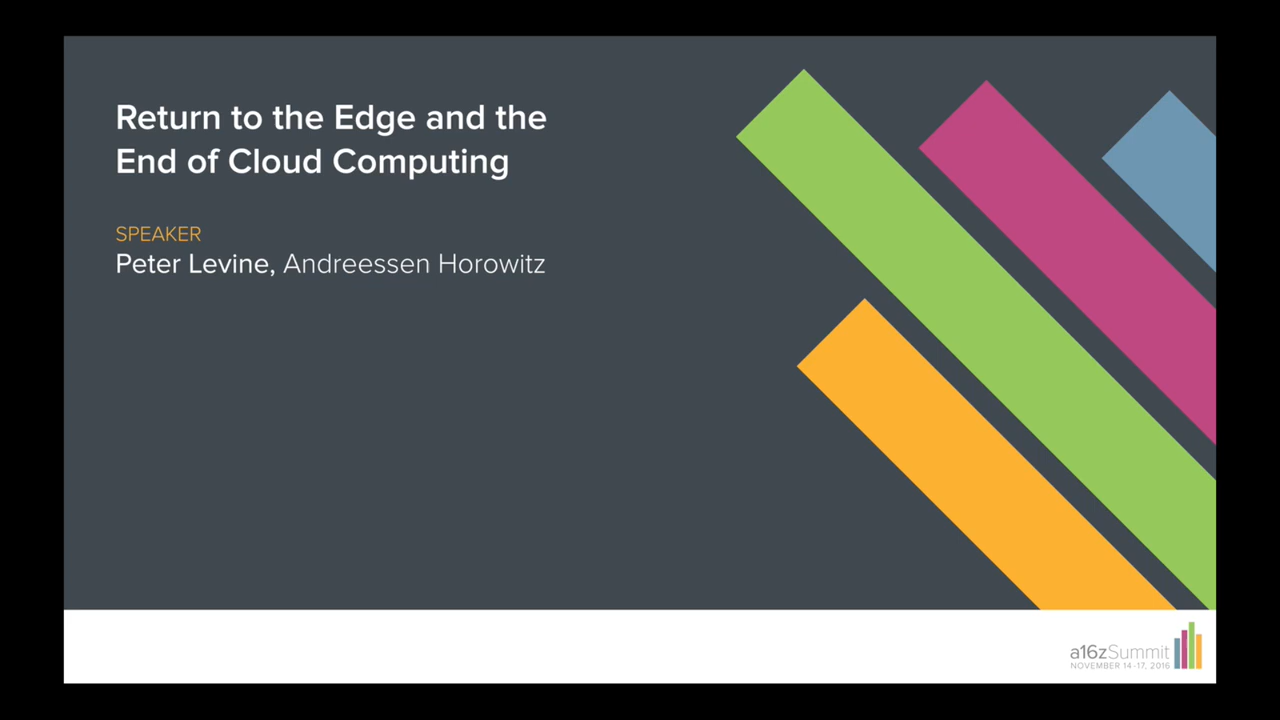 Return to the Edge and the
End of Cloud Computing
SPEAKER
Peter Levine, Andreessen Horowitz
a16zSummit
NOVEMBER 14-17, 2016